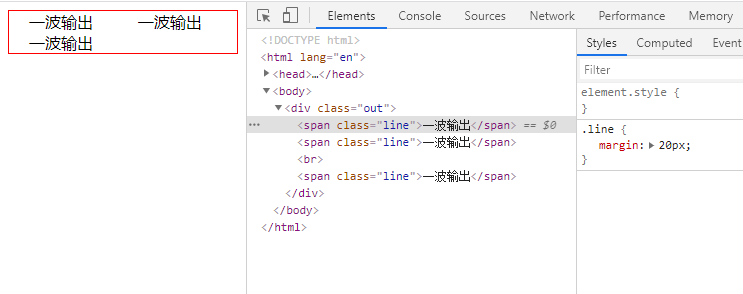 一波输出 一波输出
一波输出
Elements Console Sources Network Performance Memory
<!DOCTYPE html>
<html lang="en">
<head>…</head>
<body>
<div class="out">
<span class="line">一波输出</span> == $0
<span class="line">一波输出</span>
<br>
<span class="line">一波输出</span>
</div>
</body>
</html>
Styles Computed Event
Filter
element.style {
}
.line {
margin: 20px;
}